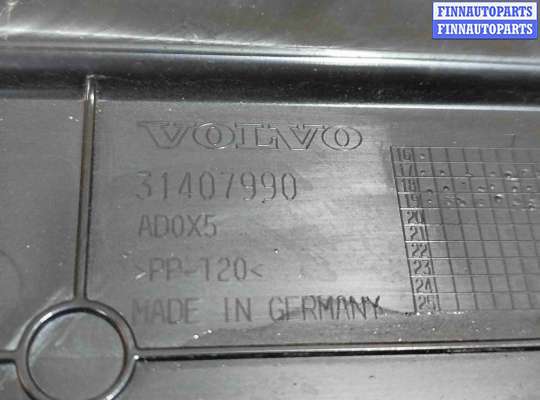 FINNAUTOPARTS
FINNAUTOPARTS
VOLVO
31407990
ADOX5
>PP-T20<
MADE IN GERMANY
16
17
18
19
20
21
22
23
24
25